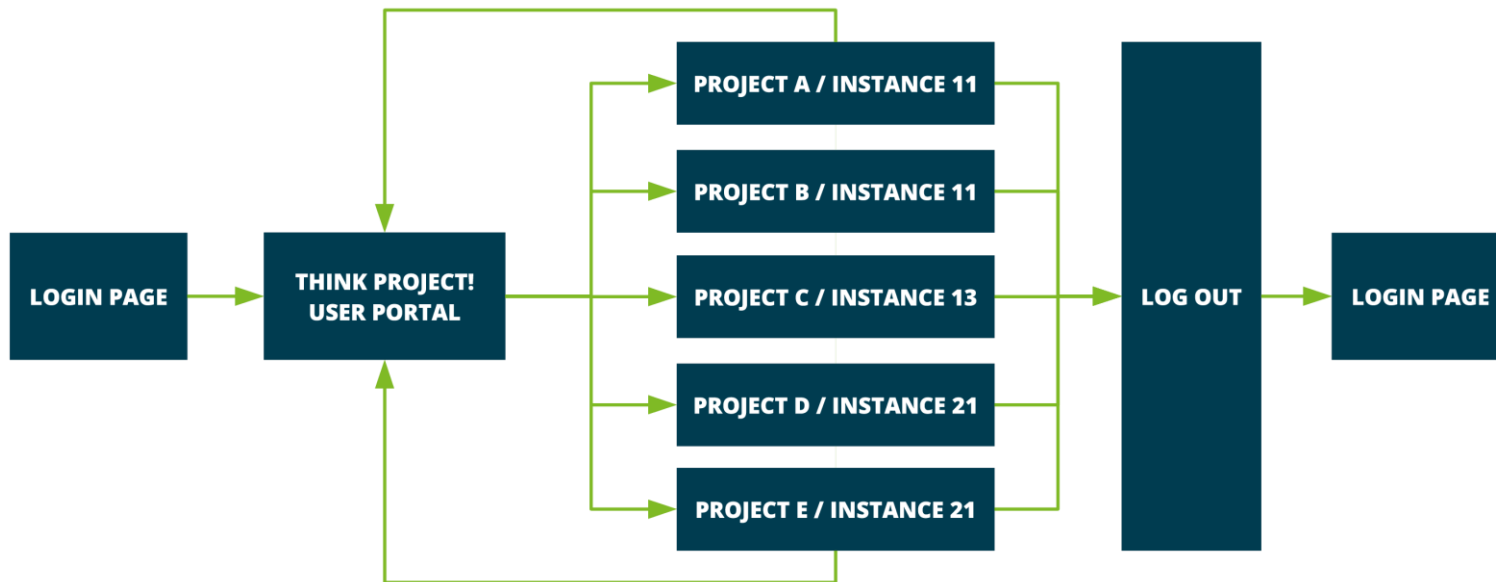 LOGIN PAGE
THINK PROJECT!
USER PORTAL
PROJECT A / INSTANCE 11
PROJECT B / INSTANCE 11
PROJECT C / INSTANCE 13
PROJECT D / INSTANCE 21
PROJECT E / INSTANCE 21
LOG OUT
LOGIN PAGE